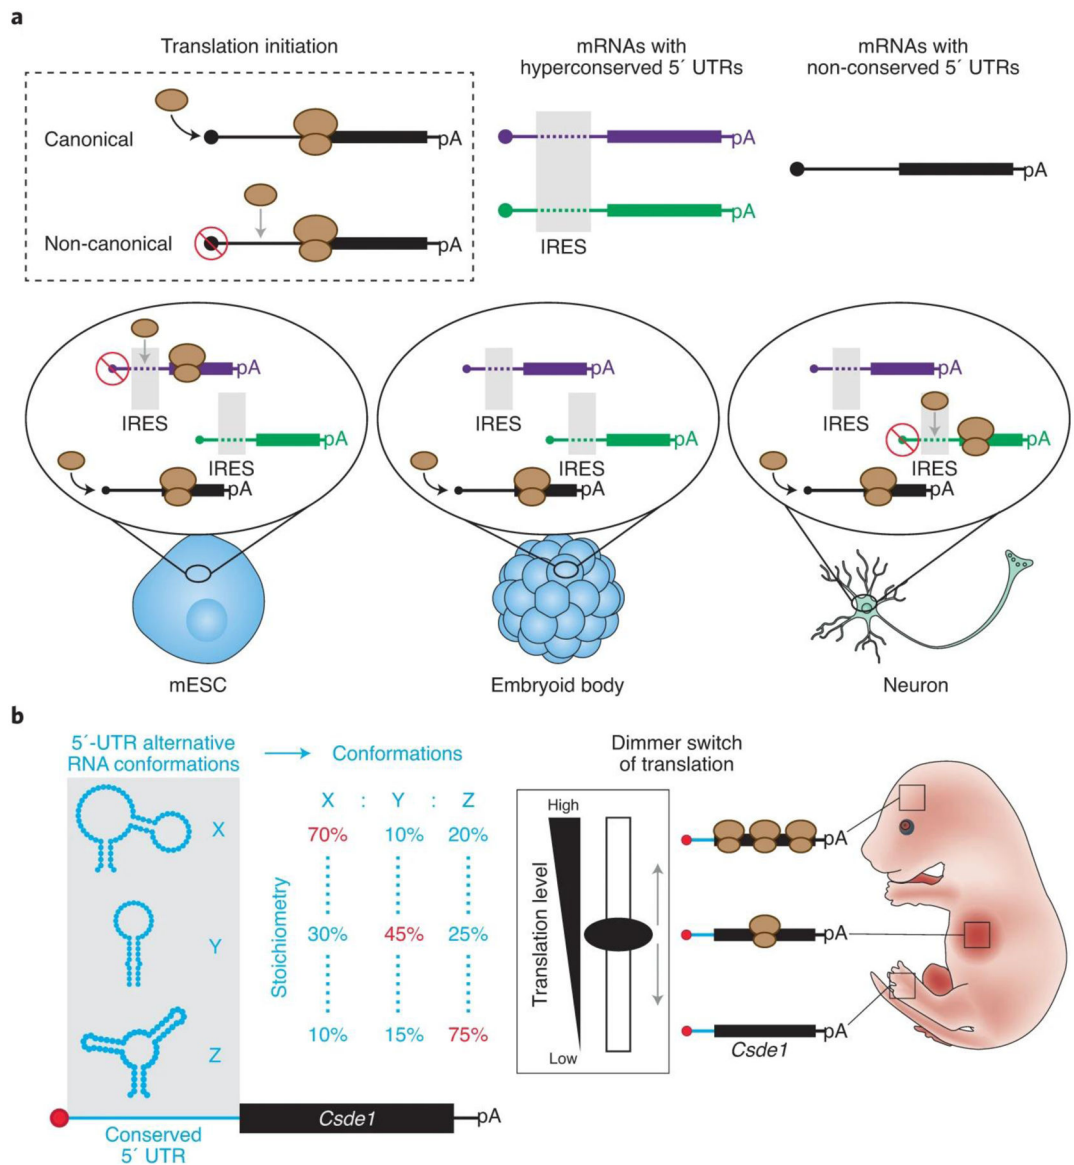 a
Translation initiation
mRNAs with
hyperconserved 5´ UTRs
mRNAs with
non-conserved 5´ UTRs
Canonical
pA
pA
pA
pA
Non-canonical
pA
IRES
pA
IRES
pA
IRES
pA
pA
IRES
pA
IRES
pA
pA
IRES
pA
IRES
pA
mESC
Embryoid body
Neuron
b
5´-UTR alternative
RNA conformations
Conformations
Dimmer switch
of translation
X : Y : Z
X
70% 10% 20%
Y
30% 45% 25%
Z
10% 15% 75%
Stoichiometry
High
Translation level
Low
pA
pA
pA
Csde1
Csde1
pA
Conserved
5´ UTR